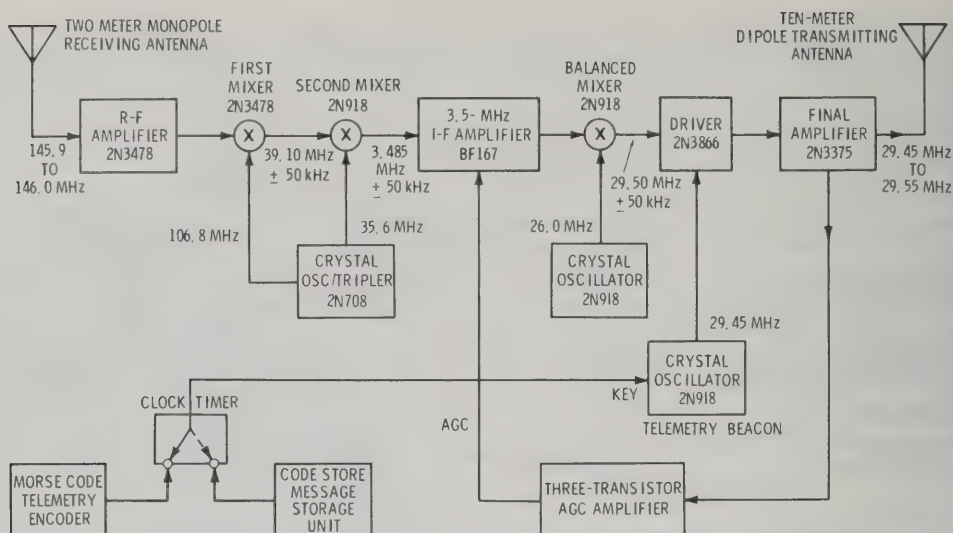 TWO METER MONOPOLE
RECEIVING ANTENNA
TEN-METER
DIPOLE TRANSMITTING
ANTENNA
FIRST
MIXER
2N3478
SECOND MIXER
2N918
BALANCED
MIXER
2N918
R-F
AMPLIFIER
2N3478
X
X
3.5- MHz
I-F AMPLIFIER
BF167
X
DRIVER
2N3866
FINAL
AMPLIFIER
2N3375
145.9
TO
146.0 MHz
39.10 MHz
± 50 kHz
3.485
MHz
± 50 kHz
29.50 MHz
± 50 kHz
29.45 MHz
TO
29.55 MHz
106.8 MHz
35.6 MHz
26.0 MHz
CRYSTAL
OSC/TRIPLER
2N708
CRYSTAL
OSCILLATOR
2N918
29.45 MHz
CRYSTAL
OSCILLATOR
2N918
KEY
TELEMETRY BEACON
CLOCK TIMER
AGC
MORSE CODE
TELEMETRY
ENCODER
CODE STORE
MESSAGE
STORAGE
UNIT
THREE-TRANSISTOR
AGC AMPLIFIER